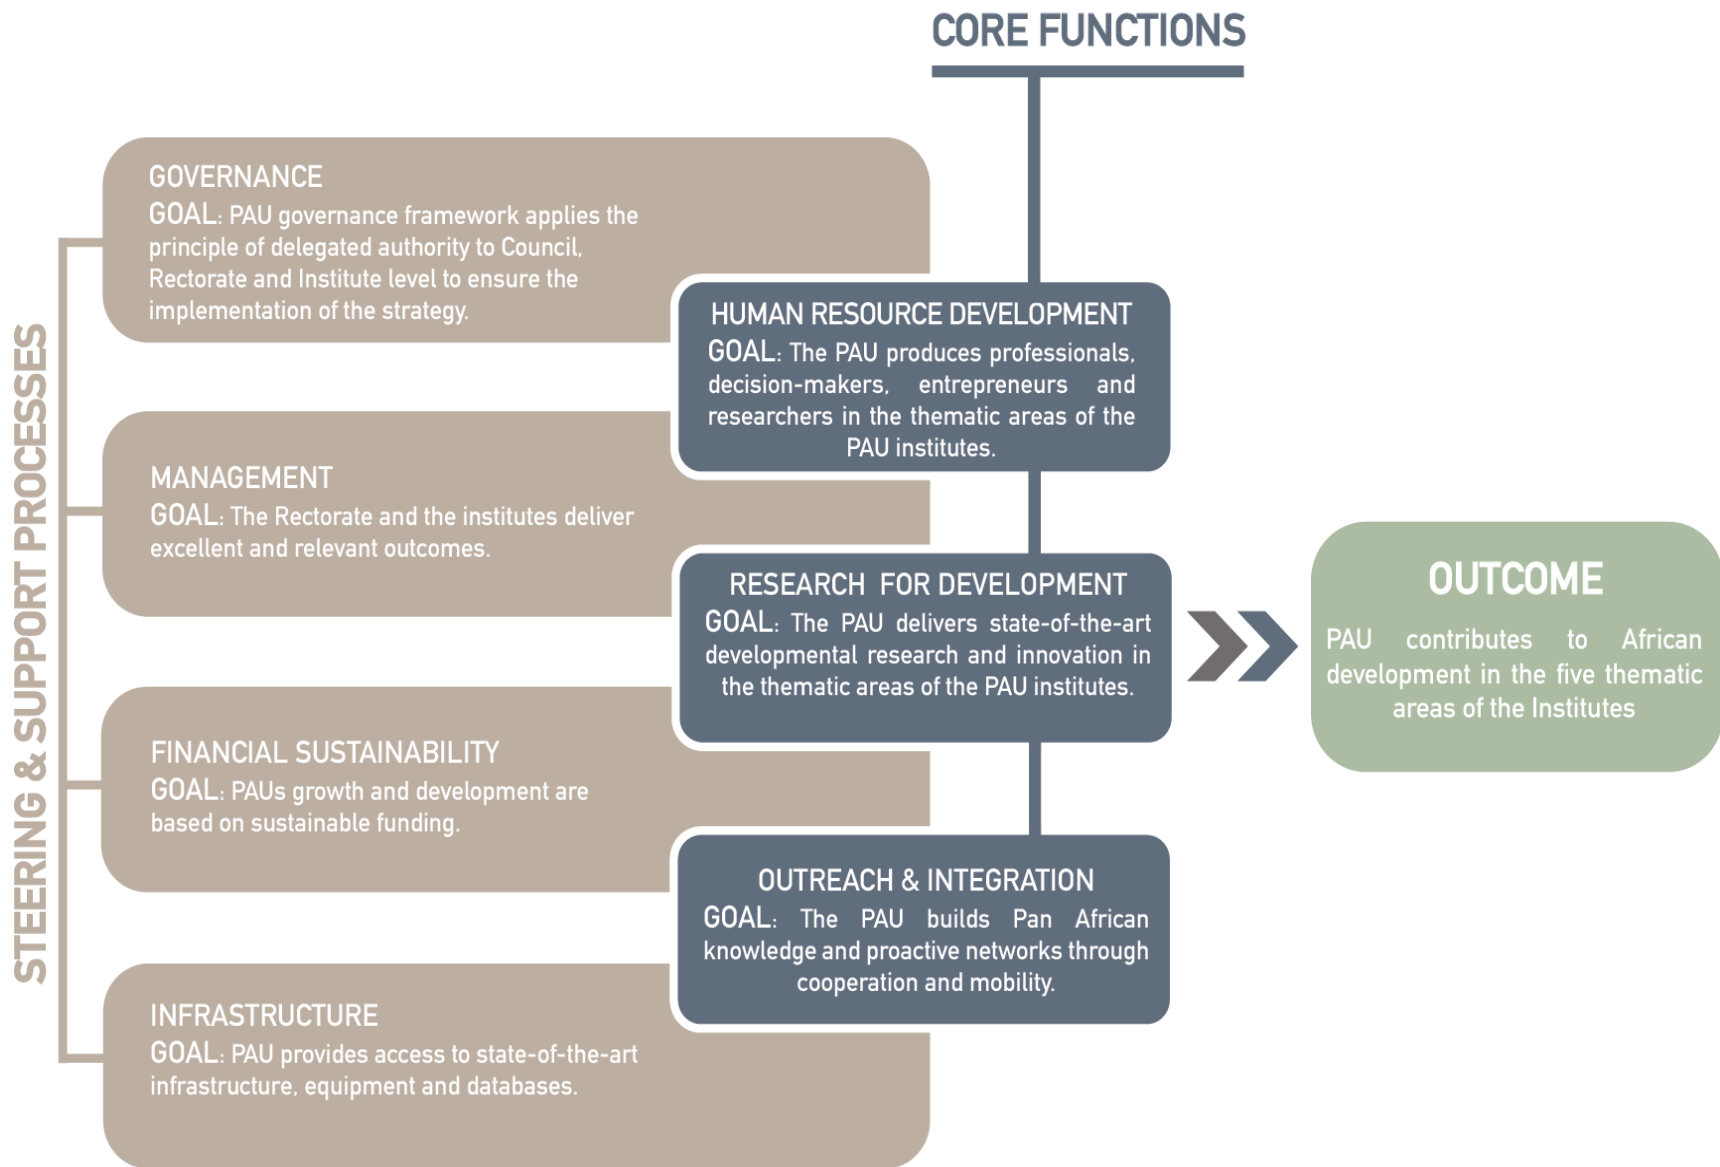 CORE FUNCTIONS
STEERING & SUPPORT PROCESSES
GOVERNANCE
GOAL: PAU governance framework applies the
principle of delegated authority to Council,
Rectorate and Institute level to ensure the
implementation of the strategy.
MANAGEMENT
GOAL: The Rectorate and the institutes deliver
excellent and relevant outcomes.
FINANCIAL SUSTAINABILITY
GOAL: PAUs growth and development are
based on sustainable funding.
INFRASTRUCTURE
GOAL: PAU provides access to state-of-the-art
infrastructure, equipment and databases.
HUMAN RESOURCE DEVELOPMENT
GOAL: The PAU produces professionals,
decision-makers, entrepreneurs and
researchers in the thematic areas of the
PAU institutes.
RESEARCH FOR DEVELOPMENT
GOAL: The PAU delivers state-of-the-art
developmental research and innovation in
the thematic areas of the PAU institutes.
OUTREACH & INTEGRATION
GOAL: The PAU builds Pan African
knowledge and proactive networks through
cooperation and mobility.
OUTCOME
PAU contributes to African
development in the five thematic
areas of the Institutes